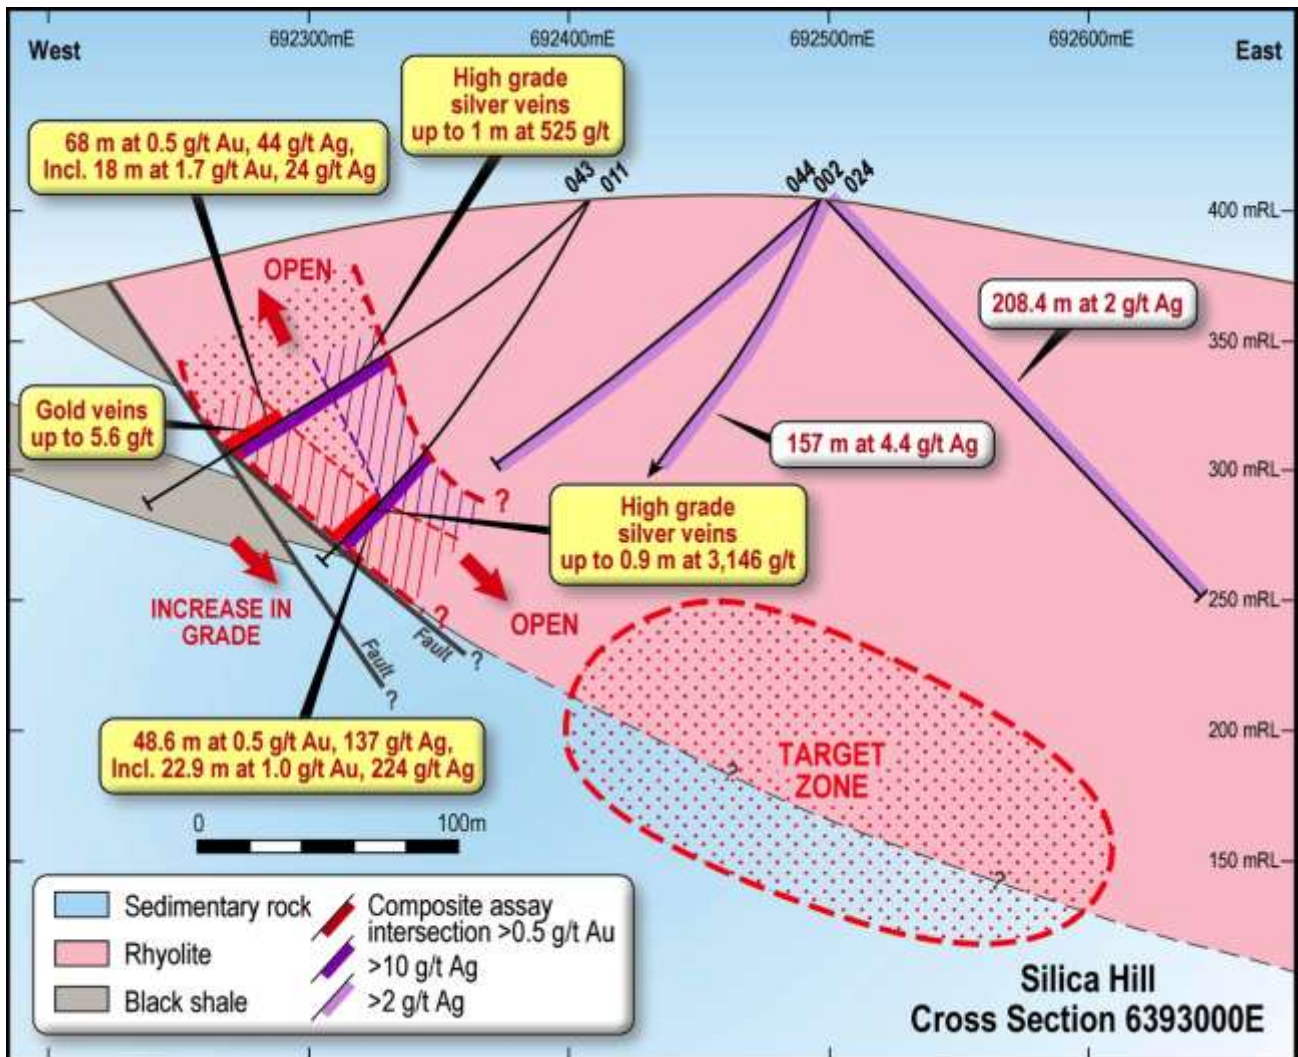 West
692300mE
692400mE
692500mE
692600mE
East
High grade
silver veins
up to 1 m at 525 g/t
68 m at 0.5 g/t Au, 44 g/t Ag,
Incl. 18 m at 1.7 g/t Au, 24 g/t Ag
043
011
044
002
024
400 mRL
OPEN
208.4 m at 2 g/t Ag
350 mRL
Gold veins
up to 5.6 g/t
157 m at 4.4 g/t Ag
300 mRL
?
High grade
silver veins
up to 0.9 m at 3,146 g/t
INCREASE IN
GRADE
OPEN
250 mRL
?
Fault
?
Fault
?
48.6 m at 0.5 g/t Au, 137 g/t Ag,
Incl. 22.9 m at 1.0 g/t Au, 224 g/t Ag
200 mRL
TARGET
ZONE
?
?
150 mRL
0
100m
Sedimentary rock
Rhyolite
Black shale
Composite assay
intersection >0.5 g/t Au
>10 g/t Ag
>2 g/t Ag
Silica Hill
Cross Section 6393000E